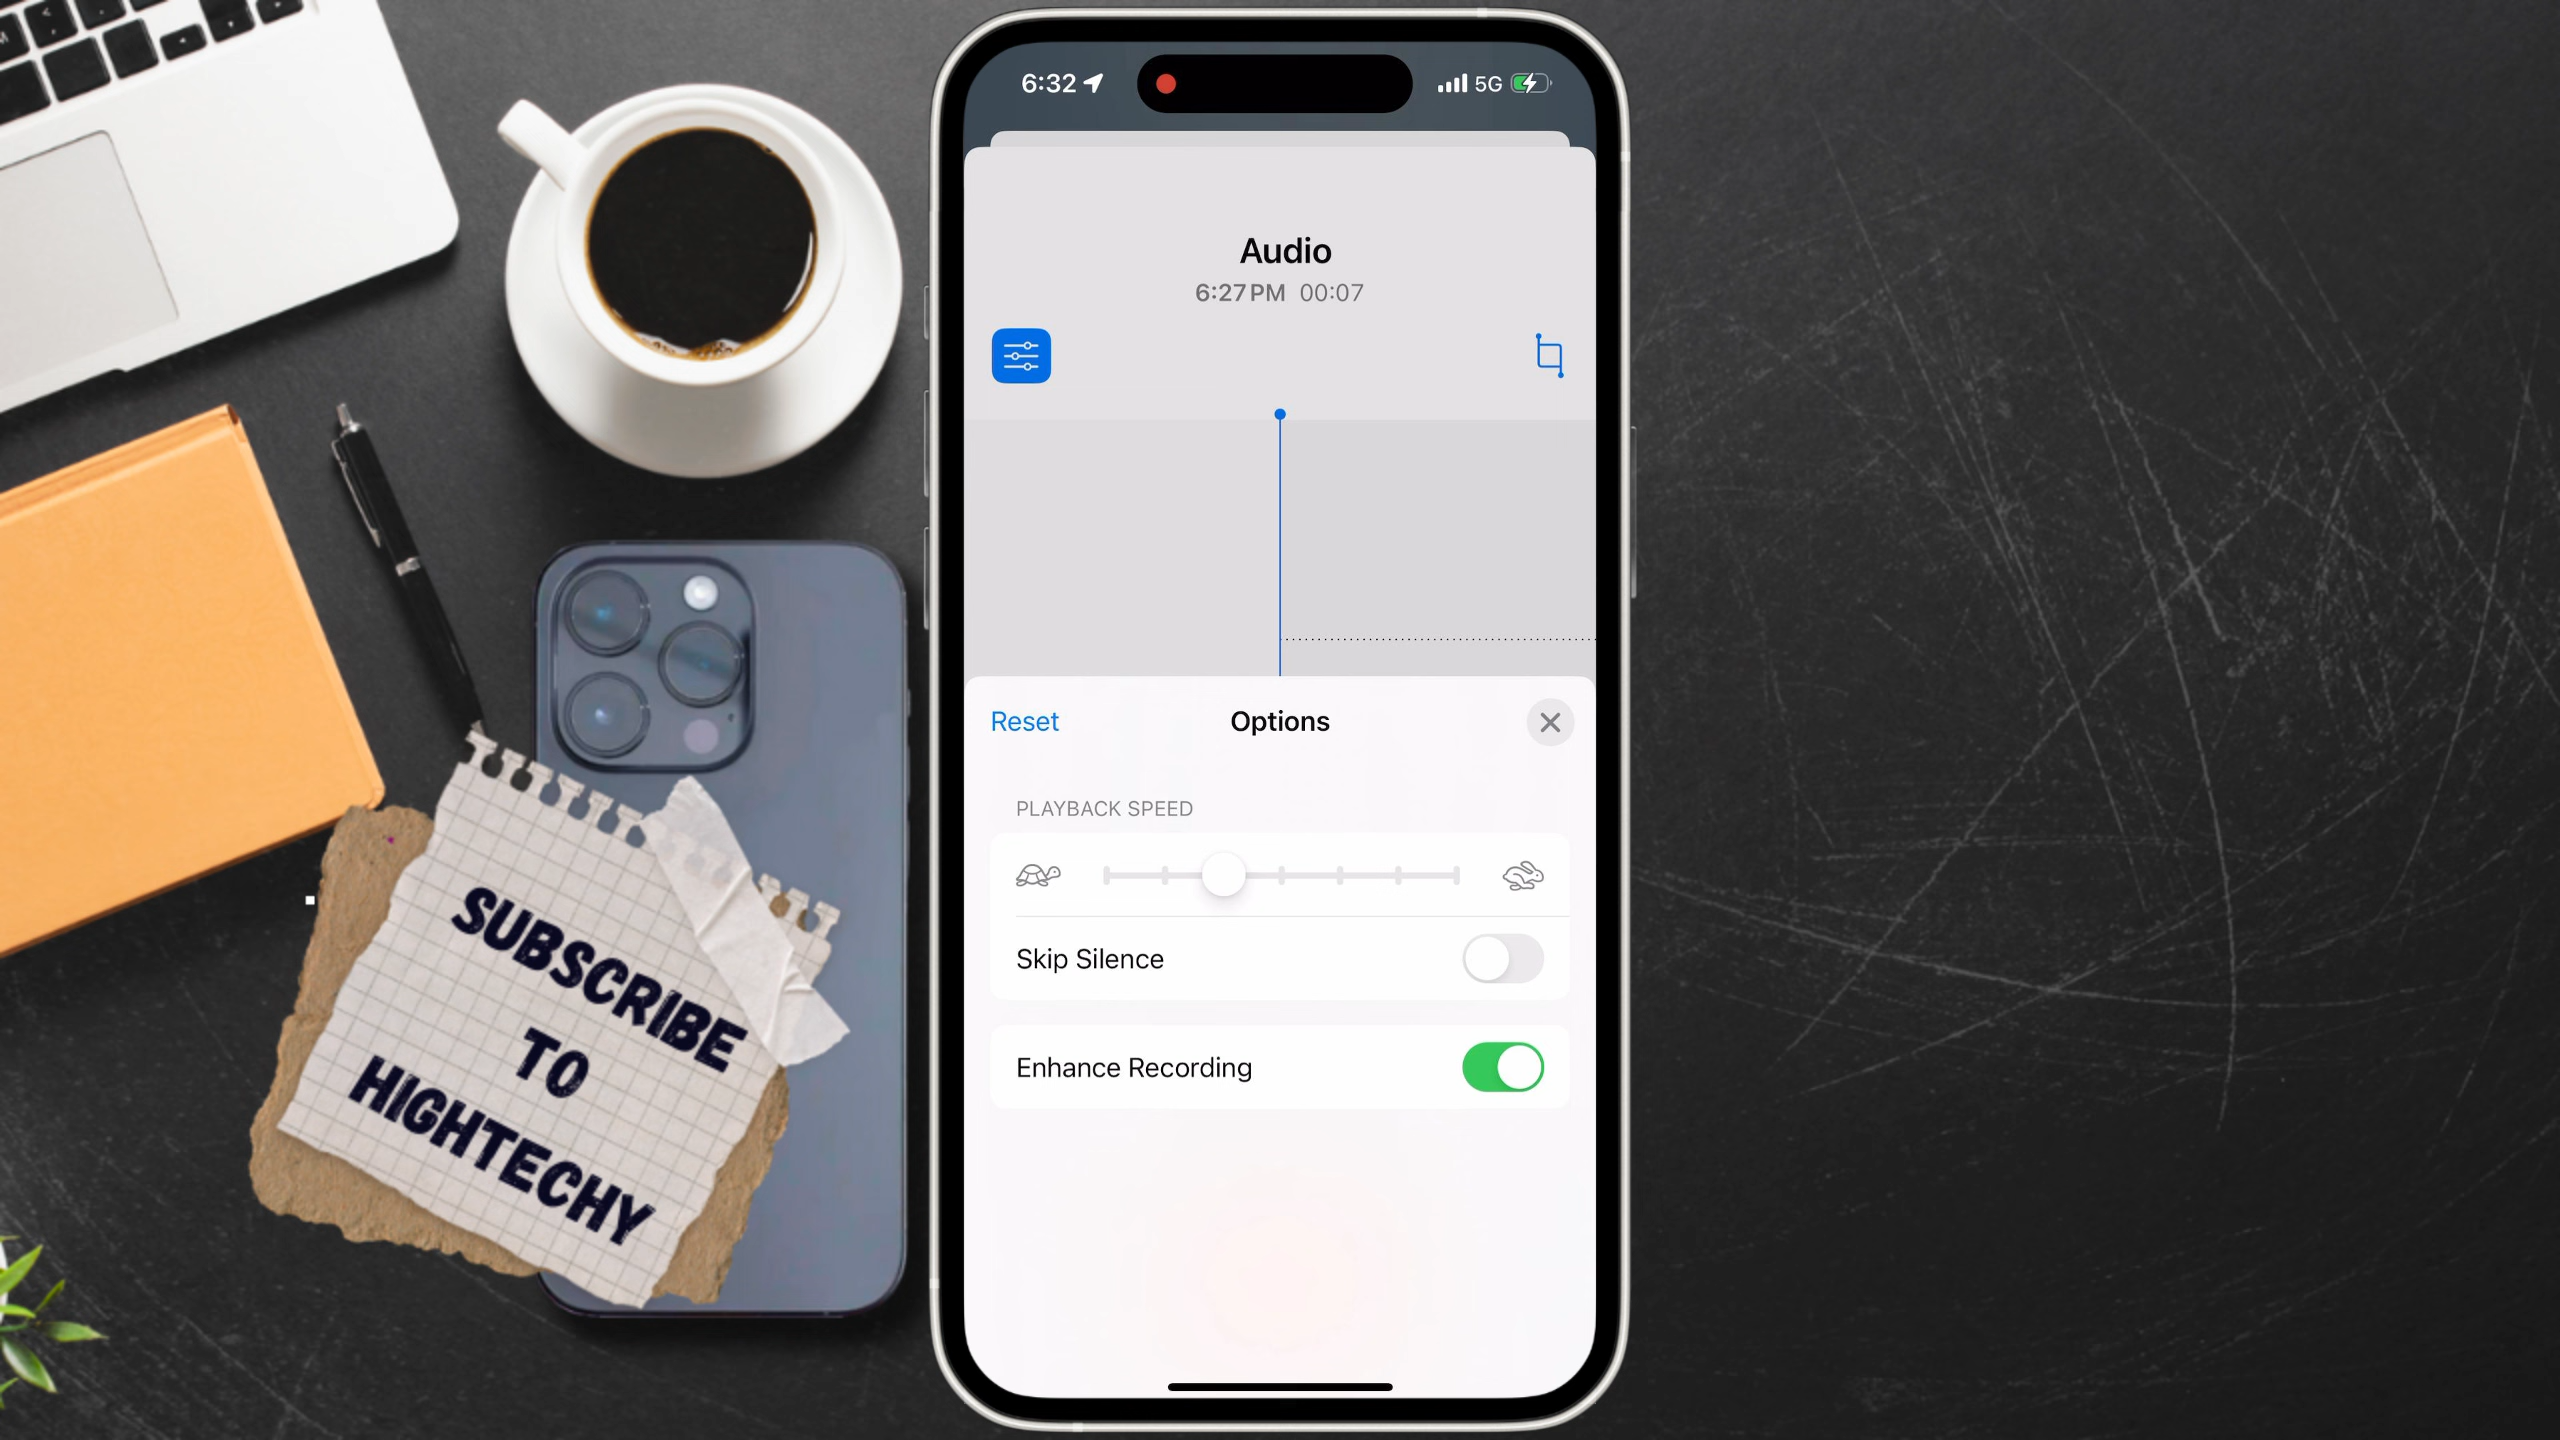 6:32
5G
Audio
6:27 PM 00:07
Reset
Options
PLAYBACK SPEED
Skip Silence
Enhance Recording
SUBSCRIBE
TO
HIGHTECHY